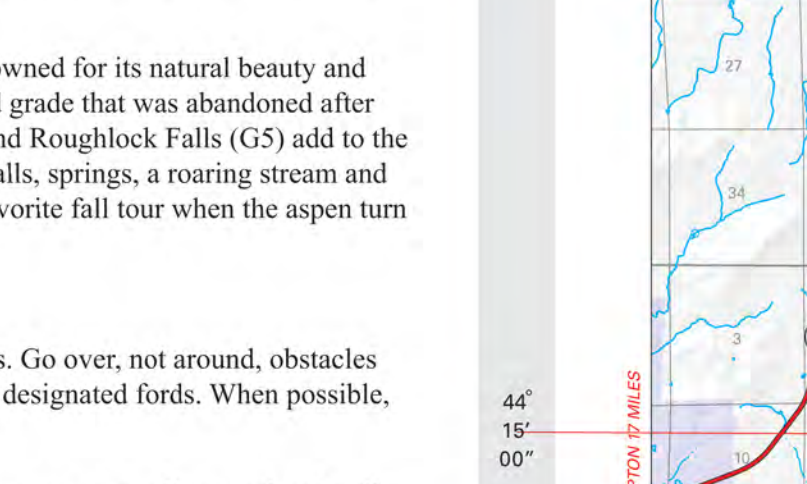 owned for its natural beauty and
grade that was abandoned after
nd Roughlock Falls (G5) add to the
alls, springs, a roaring stream and
vorite fall tour when the aspen turn
s. Go over, not around, obstacles
designated fords. When possible,
27
34
3
10
44°
15'
00"
PTON 17 MILES